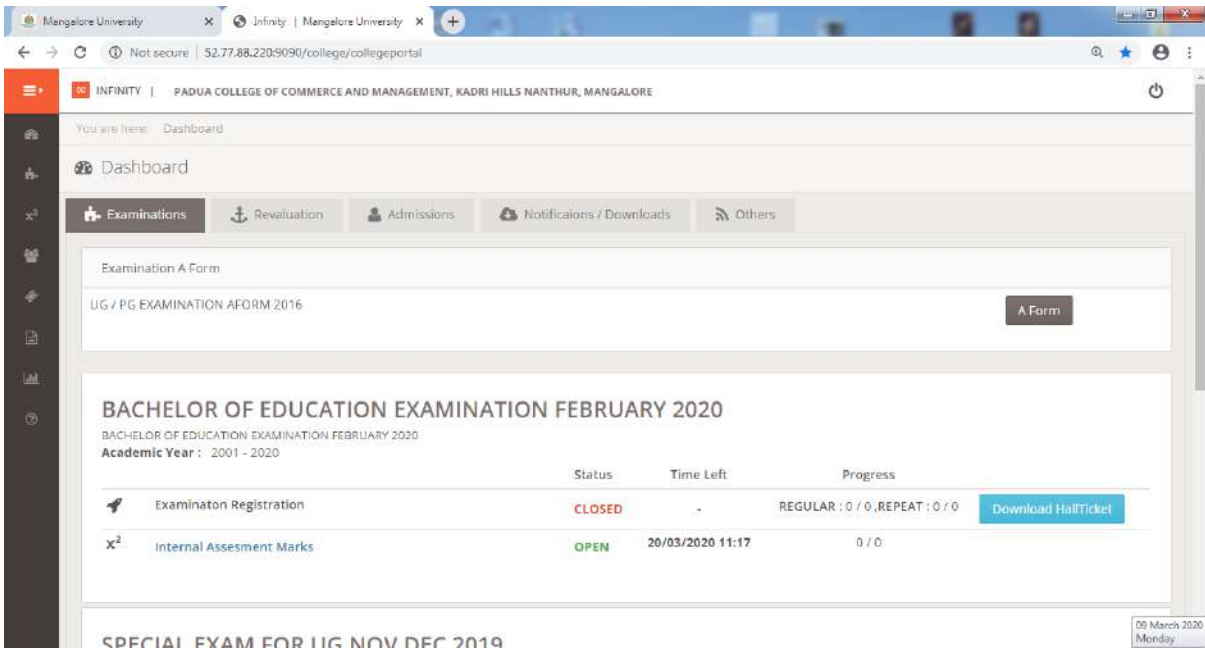 Mangalore University
Infinity | Mangalore University
Not secure | 52.77.88.220:9090/college/collegeportal
INFINITY | PADUA COLLEGE OF COMMERCE AND MANAGEMENT, KADRI HILLS NANTHUR, MANGALORE
You are here: Dashboard
Dashboard
Examinations Revaluation Admissions Notificaions / Downloads Others
Examination A Form
UG / PG EXAMINATION AFORM 2016 A Form
BACHELOR OF EDUCATION EXAMINATION FEBRUARY 2020
BACHELOR OF EDUCATION EXAMINATION FEBRUARY 2020
Academic Year : 2001 - 2020
Status Time Left Progress
Examinaton Registration CLOSED - REGULAR : 0 / 0 ,REPEAT : 0 / 0 Download HallTicket
x² Internal Assesment Marks OPEN 20/03/2020 11:17 0 / 0
SPECIAL EXAM FOR UG NOV DEC 2019
09 March 2020
Monday